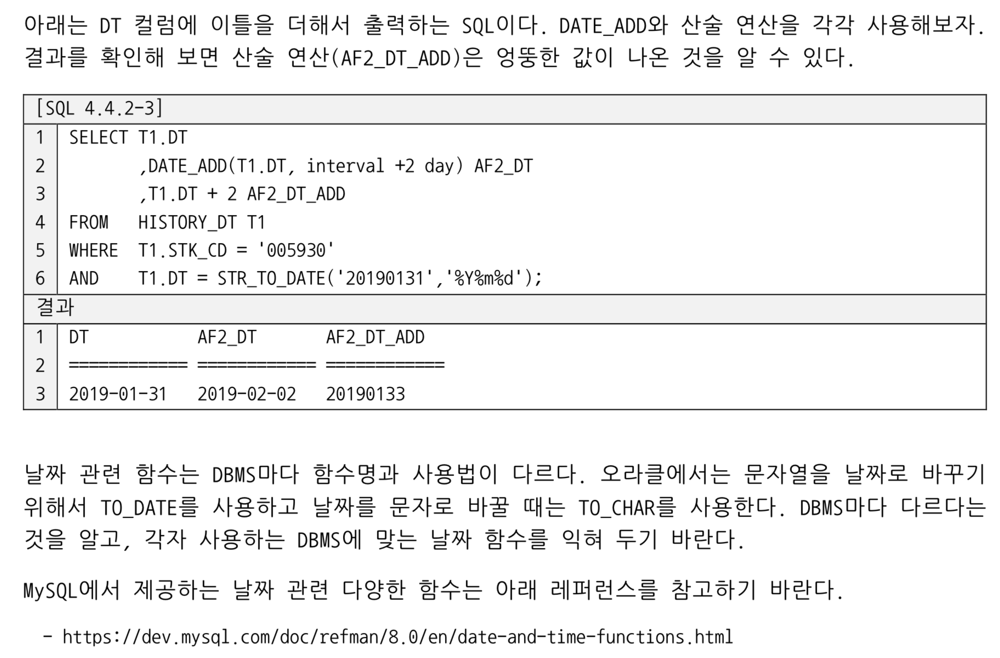 아래는 DT 컬럼에 이틀을 더해서 출력하는 SQL이다. DATE_ADD와 산술 연산을 각각 사용해보자.
결과를 확인해 보면 산술 연산(AF2_DT_ADD)은 엉뚱한 값이 나온 것을 알 수 있다.
[SQL 4.4.2-3]
1 SELECT T1.DT
2 ,DATE_ADD(T1.DT, interval +2 day) AF2_DT
3 ,T1.DT + 2 AF2_DT_ADD
4 FROM HISTORY_DT T1
5 WHERE T1.STK_CD = '005930'
6 AND T1.DT = STR_TO_DATE('20190131','%Y%m%d');
결과
1 DT AF2_DT AF2_DT_ADD
2 ============ ============ ============
3 2019-01-31 2019-02-02 20190133
날짜 관련 함수는 DBMS마다 함수명과 사용법이 다르다. 오라클에서는 문자열을 날짜로 바꾸기
위해서 TO_DATE를 사용하고 날짜를 문자로 바꿀 때는 TO_CHAR를 사용한다. DBMS마다 다르다는
것을 알고, 각자 사용하는 DBMS에 맞는 날짜 함수를 익혀 두기 바란다.
MySQL에서 제공하는 날짜 관련 다양한 함수는 아래 레퍼런스를 참고하기 바란다.
- https://dev.mysql.com/doc/refman/8.0/en/date-and-time-functions.html